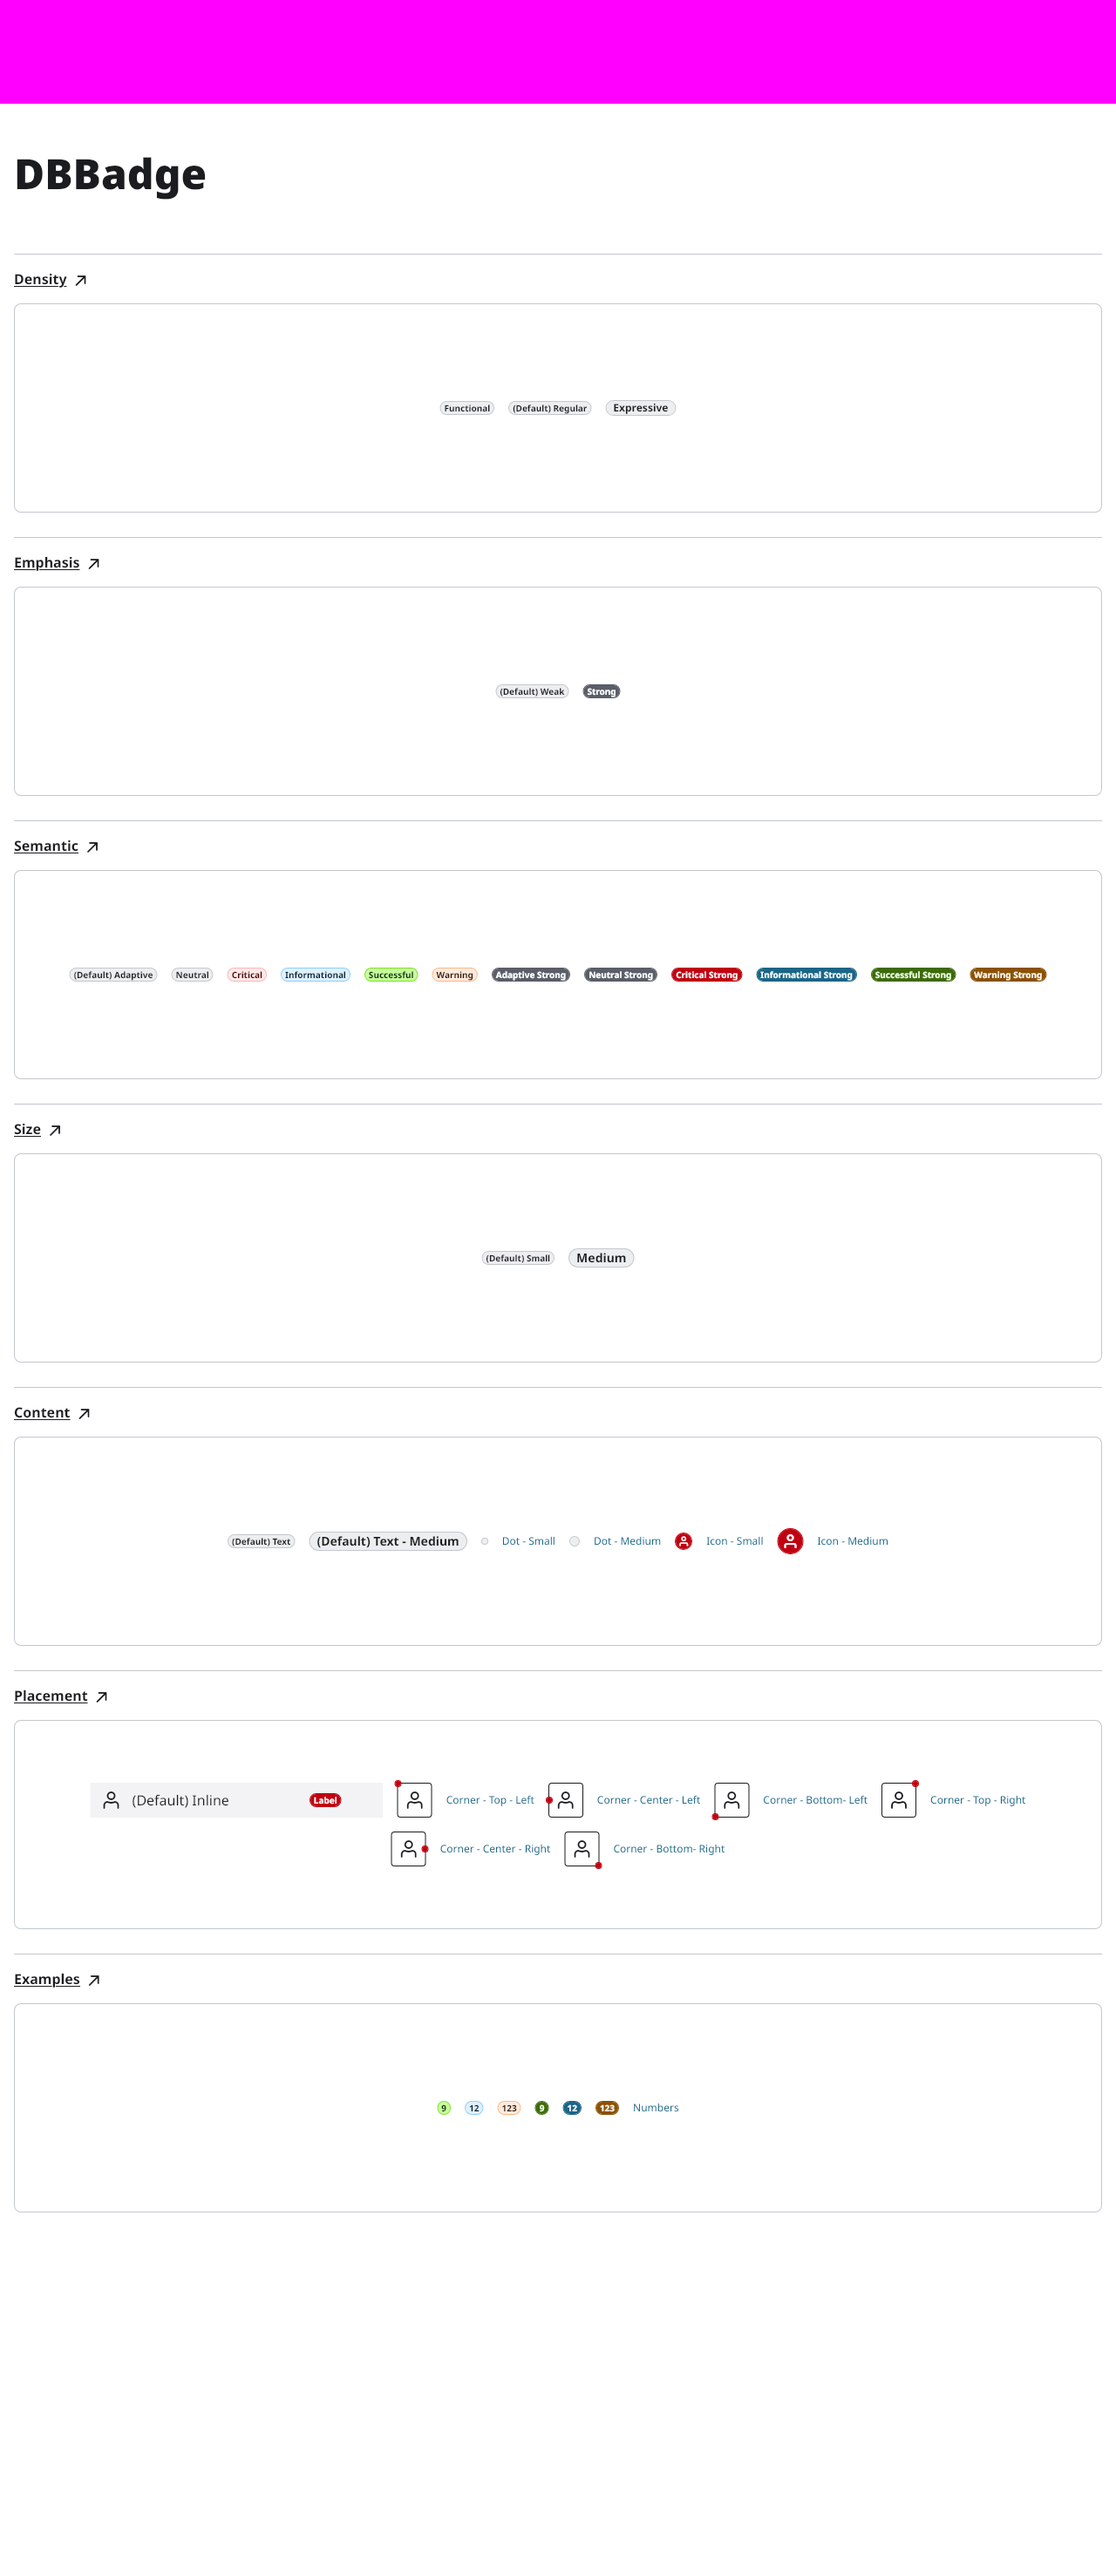 DBBadge
Density
Functional (Default) Regular Expressive
Emphasis
(Default) Weak Strong
Semantic
(Default) Adaptive Neutral Critical Informational Successful Warning Adaptive Strong Neutral Strong Critical Strong Informational Strong Successful Strong Warning Strong
Size
(Default) Small Medium
Content
(Default) Text (Default) Text - Medium Dot - Small Dot - Medium Icon - Small Icon - Medium
Placement
(Default) Inline Label Corner - Top - Left Corner - Center - Left Corner - Bottom- Left Corner - Top - Right
Corner - Center - Right Corner - Bottom- Right
Examples
9 12 123 9 12 123 Numbers